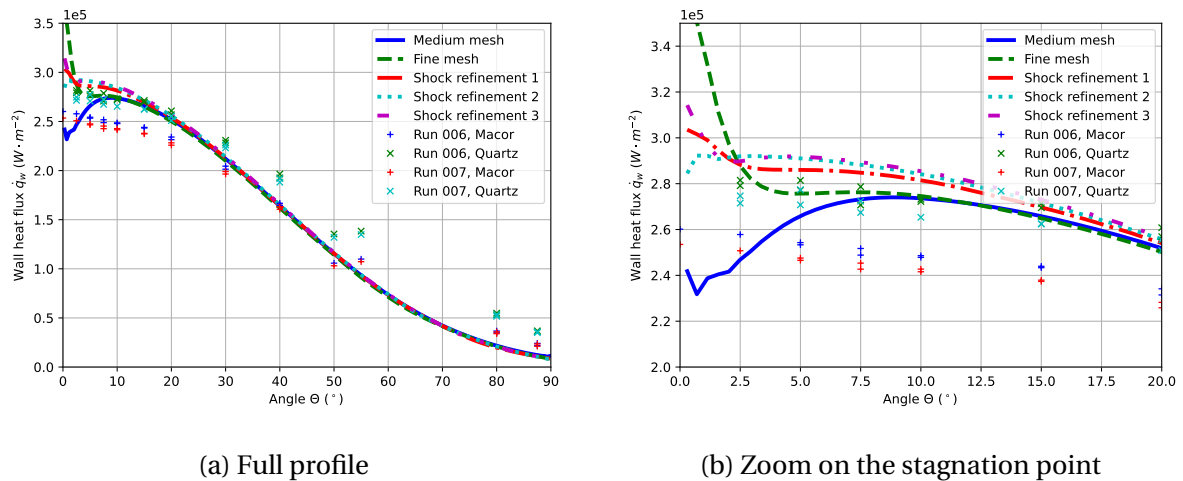 1e5
3.5
3.0
2.5
2.0
1.5
1.0
0.5
0.0
Wall heat flux q̇w (W · m−2)
0 10 20 30 40 50 60 70 80 90
Angle Θ (°)
Medium mesh
Fine mesh
Shock refinement 1
Shock refinement 2
Shock refinement 3
Run 006, Macor
Run 006, Quartz
Run 007, Macor
Run 007, Quartz
(a) Full profile
1e5
3.4
3.2
3.0
2.8
2.6
2.4
2.2
2.0
Wall heat flux q̇w (W · m−2)
0.0 2.5 5.0 7.5 10.0 12.5 15.0 17.5 20.0
Angle Θ (°)
Medium mesh
Fine mesh
Shock refinement 1
Shock refinement 2
Shock refinement 3
Run 006, Macor
Run 006, Quartz
Run 007, Macor
Run 007, Quartz
(b) Zoom on the stagnation point